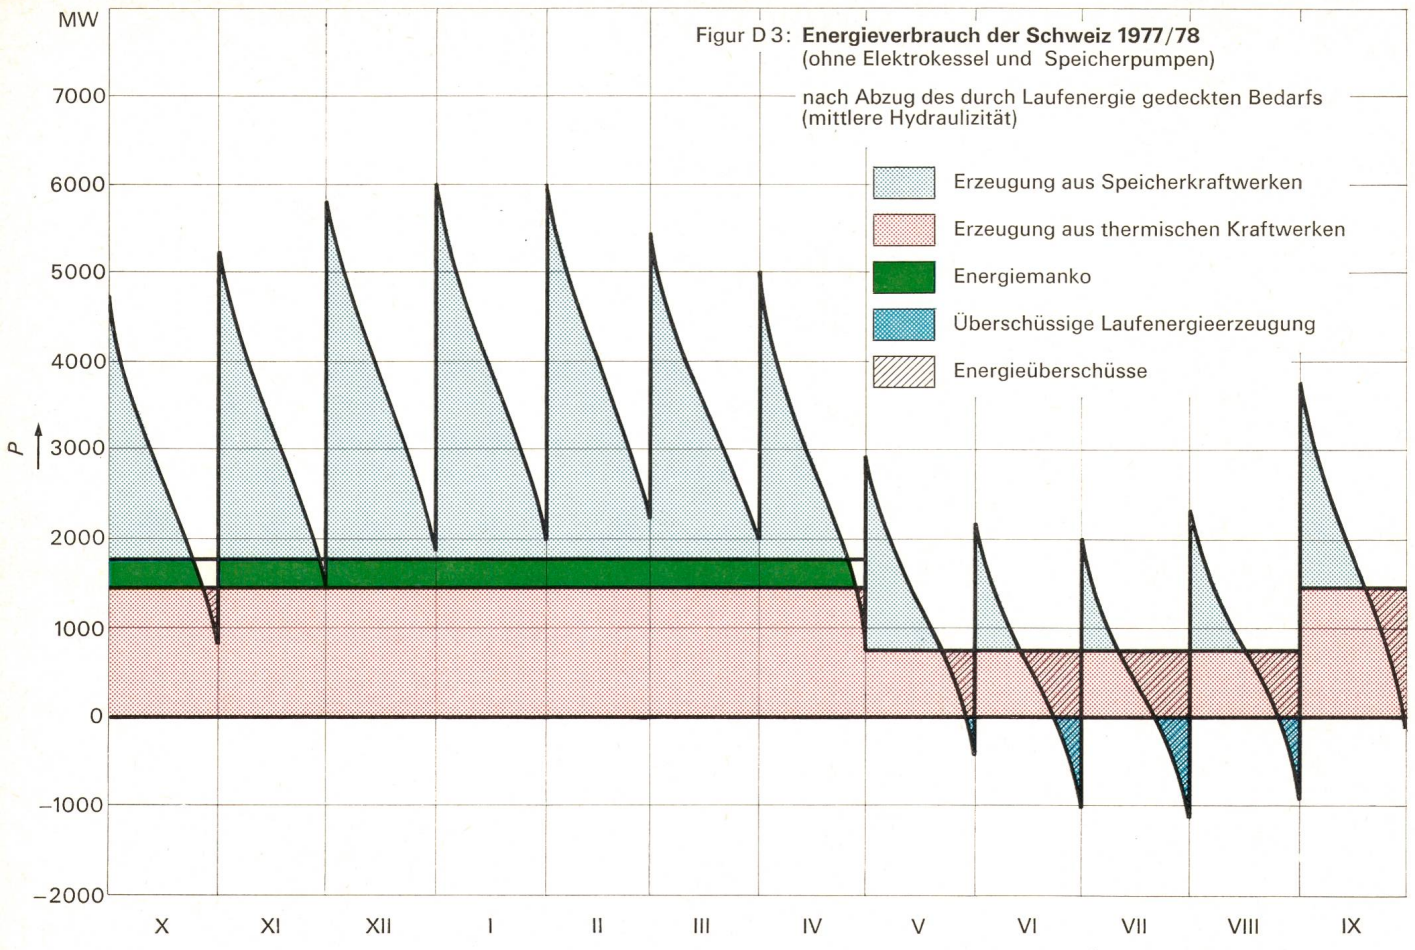 MW
Figur D 3: Energieverbrauch der Schweiz 1977/78
(ohne Elektrokessel und Speicherpumpen)
nach Abzug des durch Laufenergie gedeckten Bedarfs
(mittlere Hydraulizität)
Erzeugung aus Speicherkraftwerken
Erzeugung aus thermischen Kraftwerken
Energiemanko
Überschüssige Laufenergieerzeugung
Energieüberschüsse
7000
6000
5000
4000
3000
2000
1000
0
−1000
−2000
P
X XI XII I II III IV V VI VII VIII IX